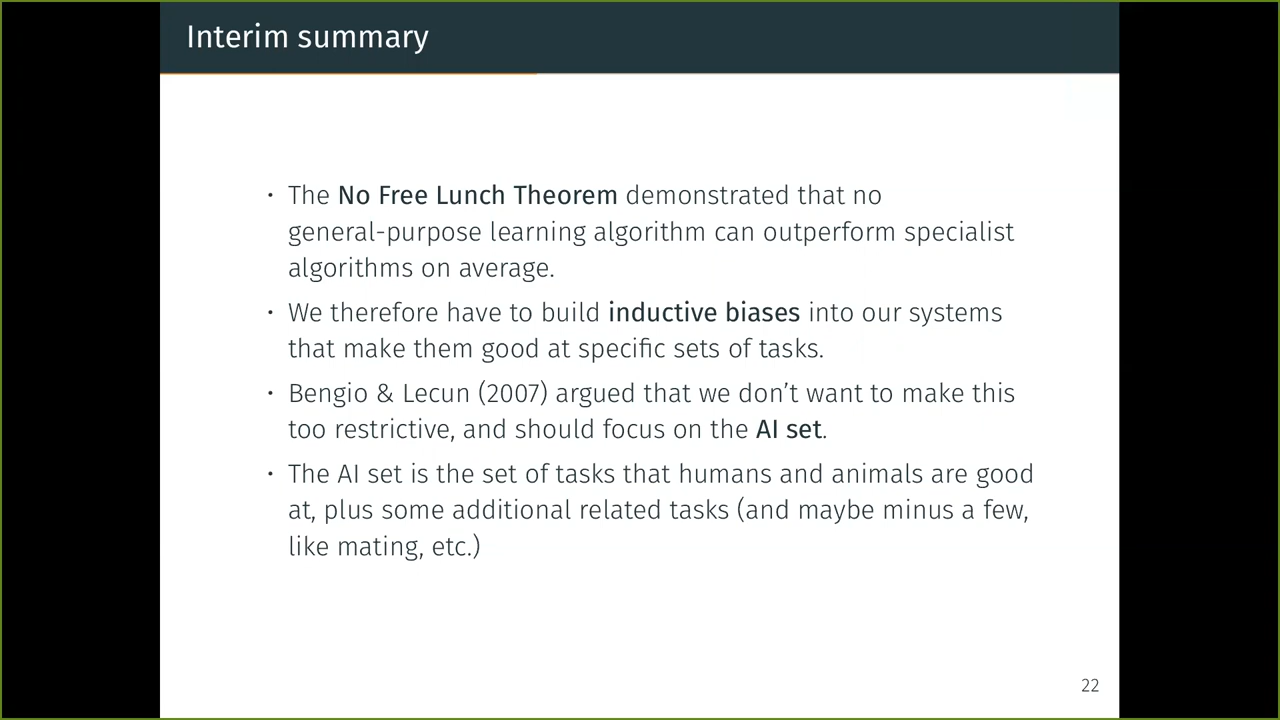 Interim summary
• The No Free Lunch Theorem demonstrated that no
general-purpose learning algorithm can outperform specialist
algorithms on average.
• We therefore have to build inductive biases into our systems
that make them good at specific sets of tasks.
• Bengio & Lecun (2007) argued that we don’t want to make this
too restrictive, and should focus on the AI set.
• The AI set is the set of tasks that humans and animals are good
at, plus some additional related tasks (and maybe minus a few,
like mating, etc.)
22